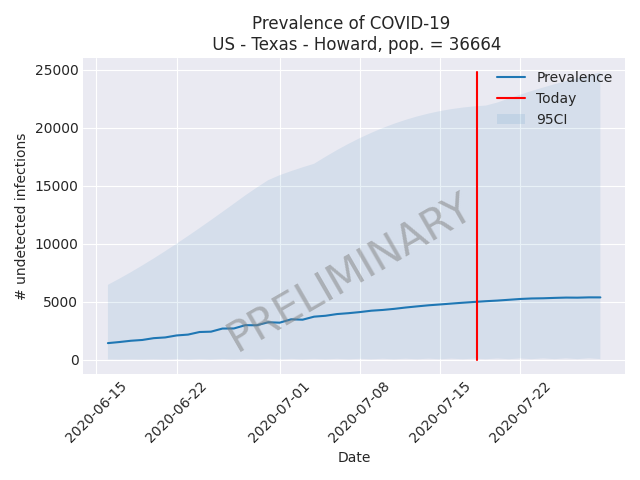 Prevalence of COVID-19
US - Texas - Howard, pop. = 36664
# undetected infections
25000
20000
15000
10000
5000
0
Prevalence
Today
95CI
PRELIMINARY
2020-06-15
2020-06-22
2020-07-01
2020-07-08
2020-07-15
2020-07-22
Date